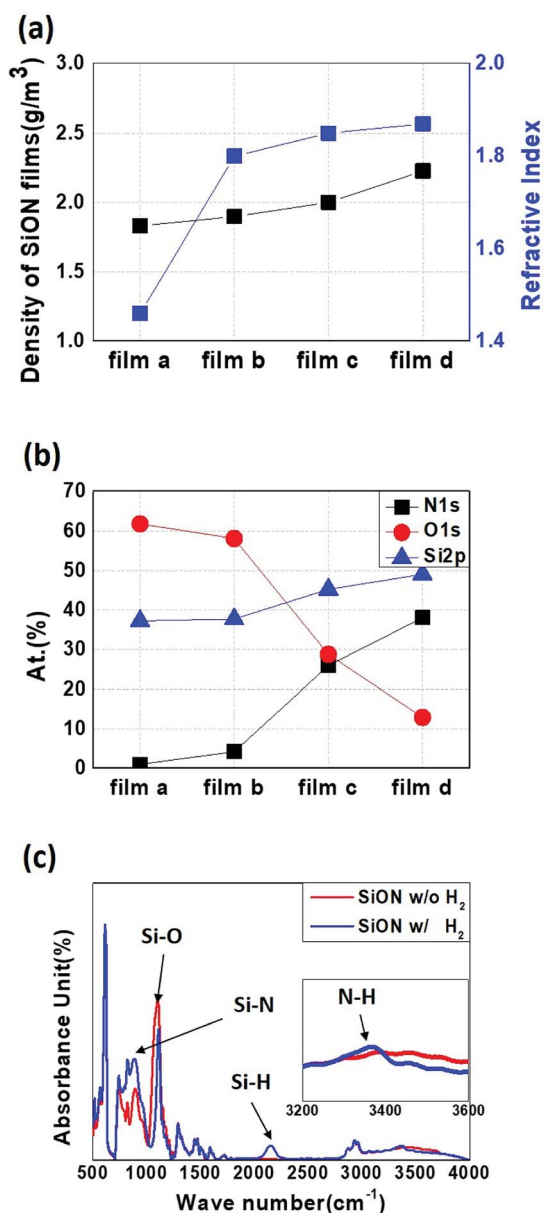 (a)
Density of SiON films(g/m³)
3.0
2.5
2.0
1.5
1.0
2.0
1.8
1.6
1.4
Refractive Index
film a film b film c film d
(b)
At.(%)
70
60
50
40
30
20
10
0
N1s
O1s
Si2p
film a film b film c film d
(c)
Absorbance Unit(%)
SiON w/o H₂
SiON w/ H₂
Si-O
Si-N
Si-H
N-H
3200 3400 3600
500 1000 1500 2000 2500 3000 3500 4000
Wave number(cm⁻¹)